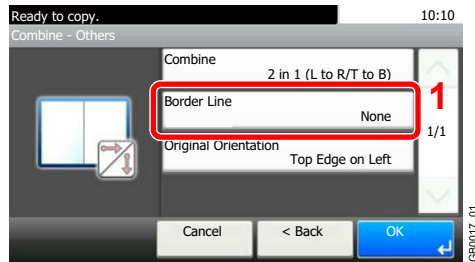 Ready to copy. 10:10
Combine - Others
Combine
2 in 1 (L to R/T to B)
Border Line
None
1
1/1
Original Orientation
Top Edge on Left
Cancel < Back OK
GB0017_01